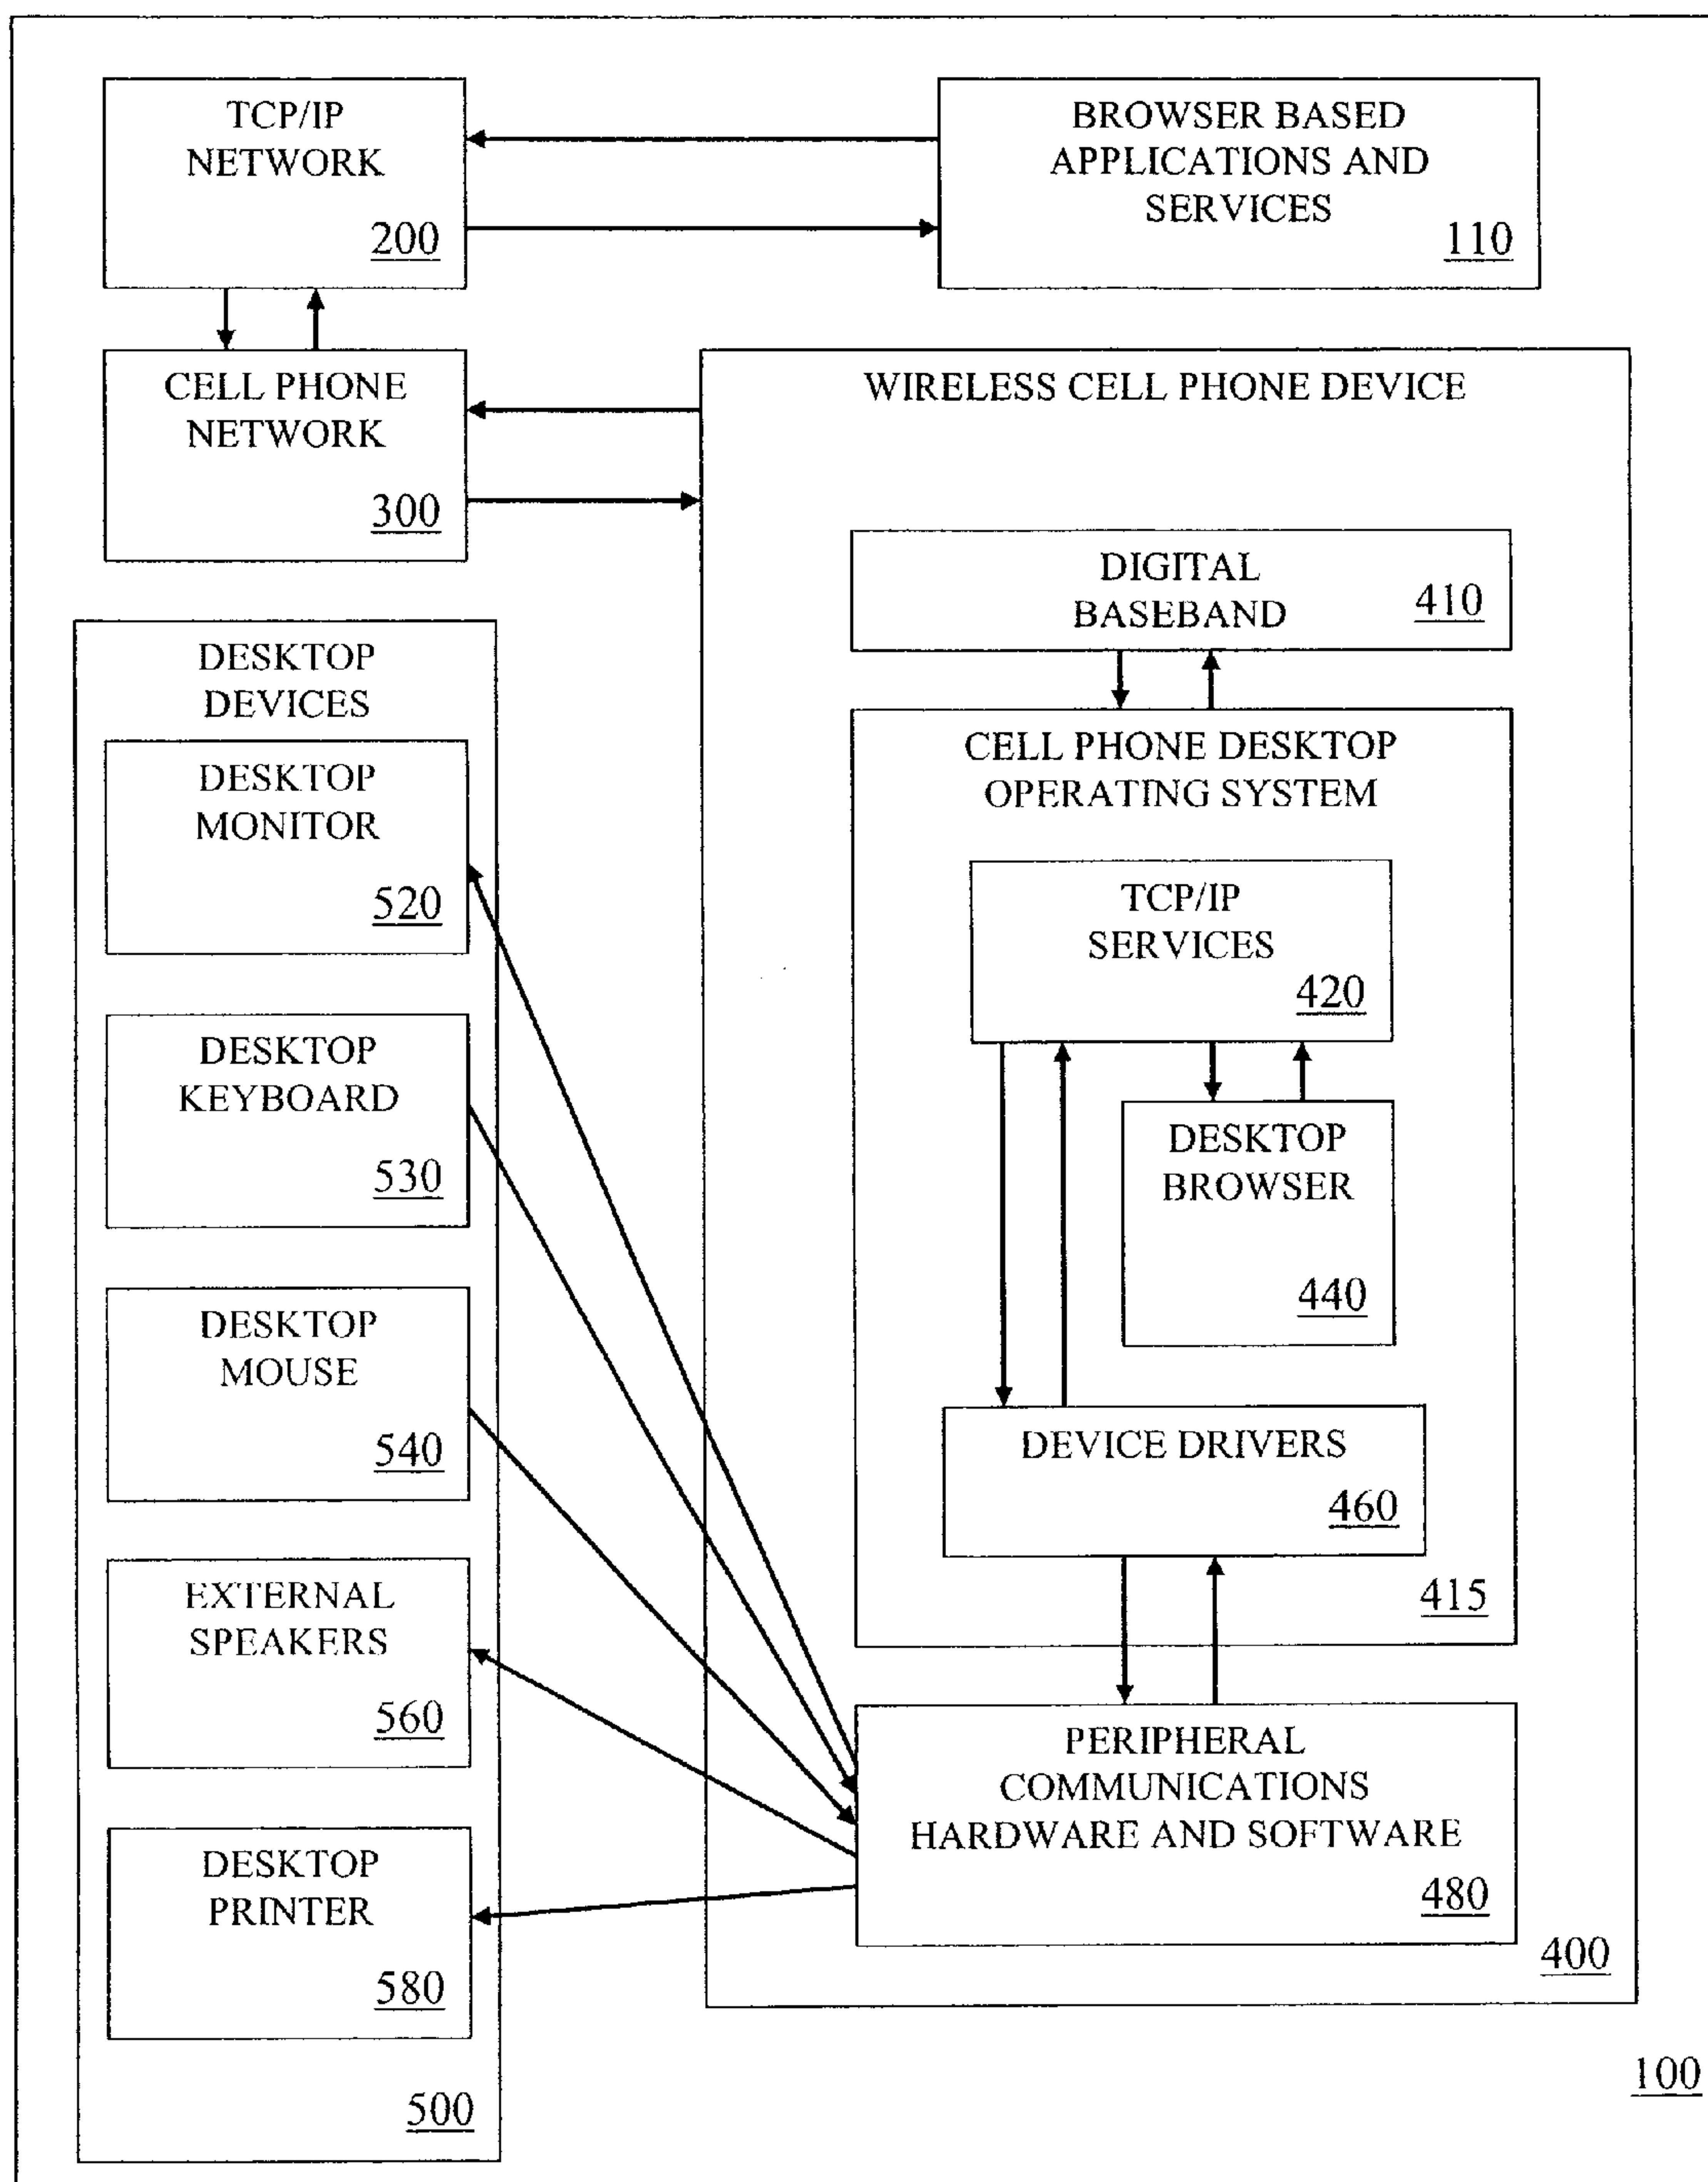 TCP/IP
NETWORK
200
BROWSER BASED
APPLICATIONS AND
SERVICES
110
CELL PHONE
NETWORK
300
WIRELESS CELL PHONE DEVICE
DIGITAL
BASEBAND
410
CELL PHONE DESKTOP
OPERATING SYSTEM
TCP/IP
SERVICES
420
DESKTOP
BROWSER
440
DEVICE DRIVERS
460
415
PERIPHERAL
COMMUNICATIONS
HARDWARE AND SOFTWARE
480
400
DESKTOP
DEVICES
DESKTOP
MONITOR
520
DESKTOP
KEYBOARD
530
DESKTOP
MOUSE
540
EXTERNAL
SPEAKERS
560
DESKTOP
PRINTER
580
500
100